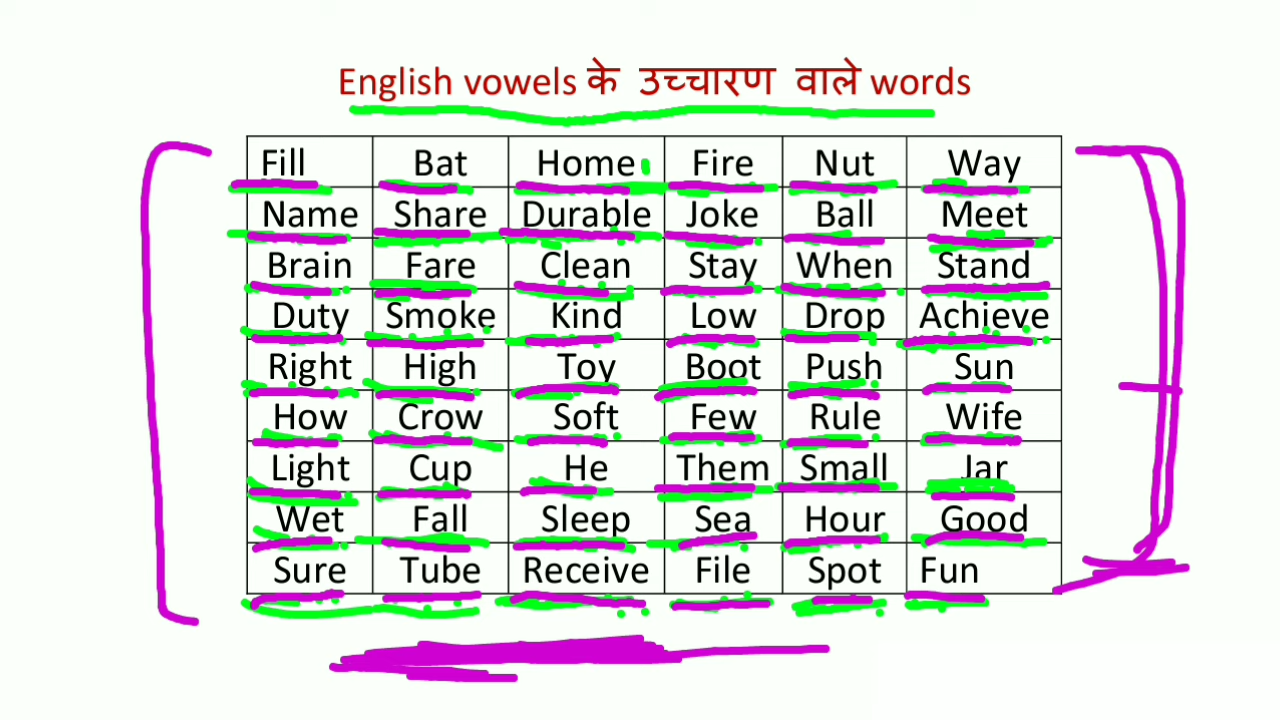 English vowels के उच्चारण वाले words
Fill Bat Home Fire Nut Way
Name Share Durable Joke Ball Meet
Brain Fare Clean Stay When Stand
Duty Smoke Kind Low Drop Achieve
Right High Toy Boot Push Sun
How Crow Soft Few Rule Wife
Light Cup He Them Small Jar
Wet Fall Sleep Sea Hour Good
Sure Tube Receive File Spot Fun